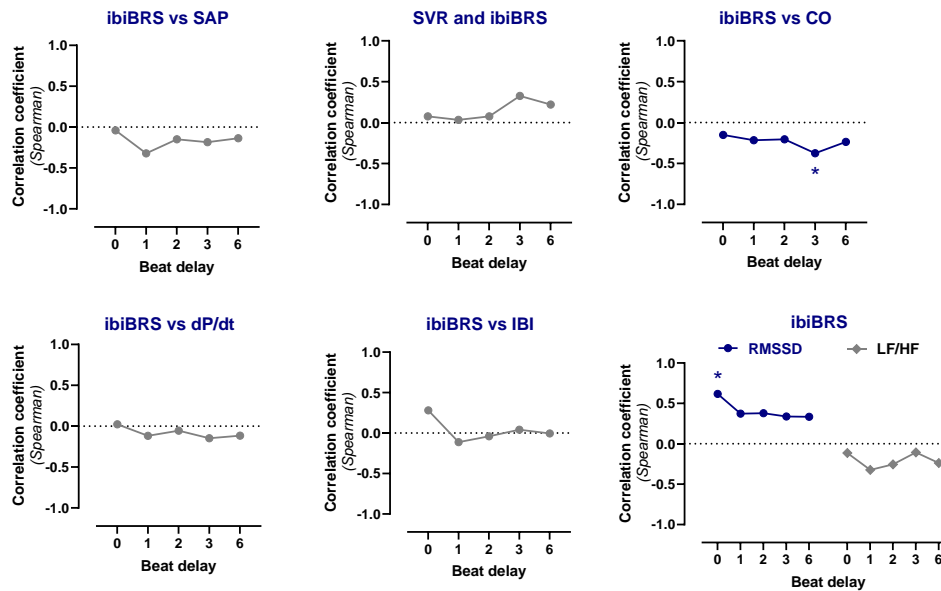 ibiBRS vs SAP
Correlation coefficient
(Spearman)
1.0
0.5
0.0
-0.5
-1.0
0 1 2 3 6
Beat delay
SVR and ibiBRS
Correlation coefficient
(Spearman)
1.0
0.5
0.0
-0.5
-1.0
0 1 2 3 6
Beat delay
ibiBRS vs CO
Correlation coefficient
(Spearman)
1.0
0.5
0.0
-0.5
-1.0
*
0 1 2 3 6
Beat delay
ibiBRS vs dP/dt
Correlation coefficient
(Spearman)
1.0
0.5
0.0
-0.5
-1.0
0 1 2 3 6
Beat delay
ibiBRS vs IBI
Correlation coefficient
(Spearman)
1.0
0.5
0.0
-0.5
-1.0
0 1 2 3 6
Beat delay
ibiBRS
RMSSD LF/HF
Correlation coefficient
(Spearman)
1.0
0.5
0.0
-0.5
-1.0
*
0 1 2 3 6 0 1 2 3 6
Beat delay